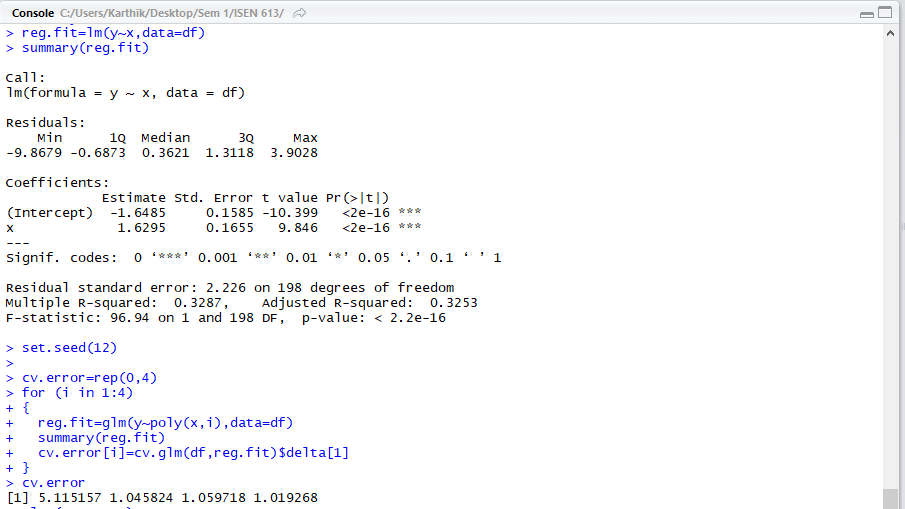 Console C:/Users/Karthik/Desktop/Sem 1/ISEN 613/
> reg.fit=lm(y~x,data=df)
> summary(reg.fit)
Call:
lm(formula = y ~ x, data = df)
Residuals:
    Min      1Q  Median      3Q     Max
-9.8679 -0.6873  0.3621  1.3118  3.9028
Coefficients:
            Estimate Std. Error t value Pr(>|t|)
(Intercept)  -1.6485     0.1585 -10.399   <2e-16 ***
x             1.6295     0.1655   9.846   <2e-16 ***
---
Signif. codes:  0 ‘***’ 0.001 ‘**’ 0.01 ‘*’ 0.05 ‘.’ 0.1 ‘ ’ 1
Residual standard error: 2.226 on 198 degrees of freedom
Multiple R-squared:  0.3287,    Adjusted R-squared:  0.3253
F-statistic: 96.94 on 1 and 198 DF,  p-value: < 2.2e-16
> set.seed(12)
>
> cv.error=rep(0,4)
> for (i in 1:4)
+ {
+   reg.fit=glm(y~poly(x,i),data=df)
+   summary(reg.fit)
+   cv.error[i]=cv.glm(df,reg.fit)$delta[1]
+ }
> cv.error
[1] 5.115157 1.045824 1.059718 1.019268